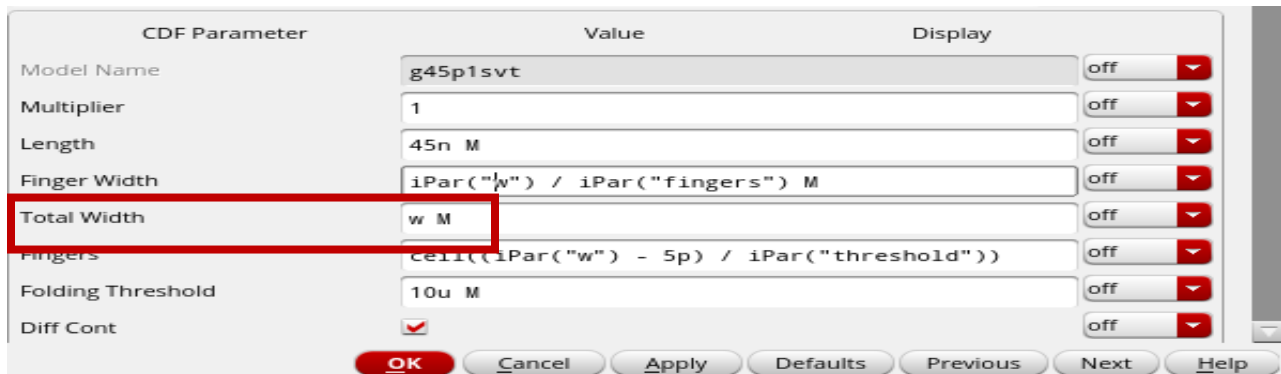 CDF Parameter Value Display
Model Name g45p1svt off
Multiplier 1 off
Length 45n M off
Finger Width iPar("w") / iPar("fingers") M off
Total Width w M off
Fingers ceil((iPar("w") - 5p) / iPar("threshold")) off
Folding Threshold 10u M off
Diff Cont off
OK Cancel Apply Defaults Previous Next Help